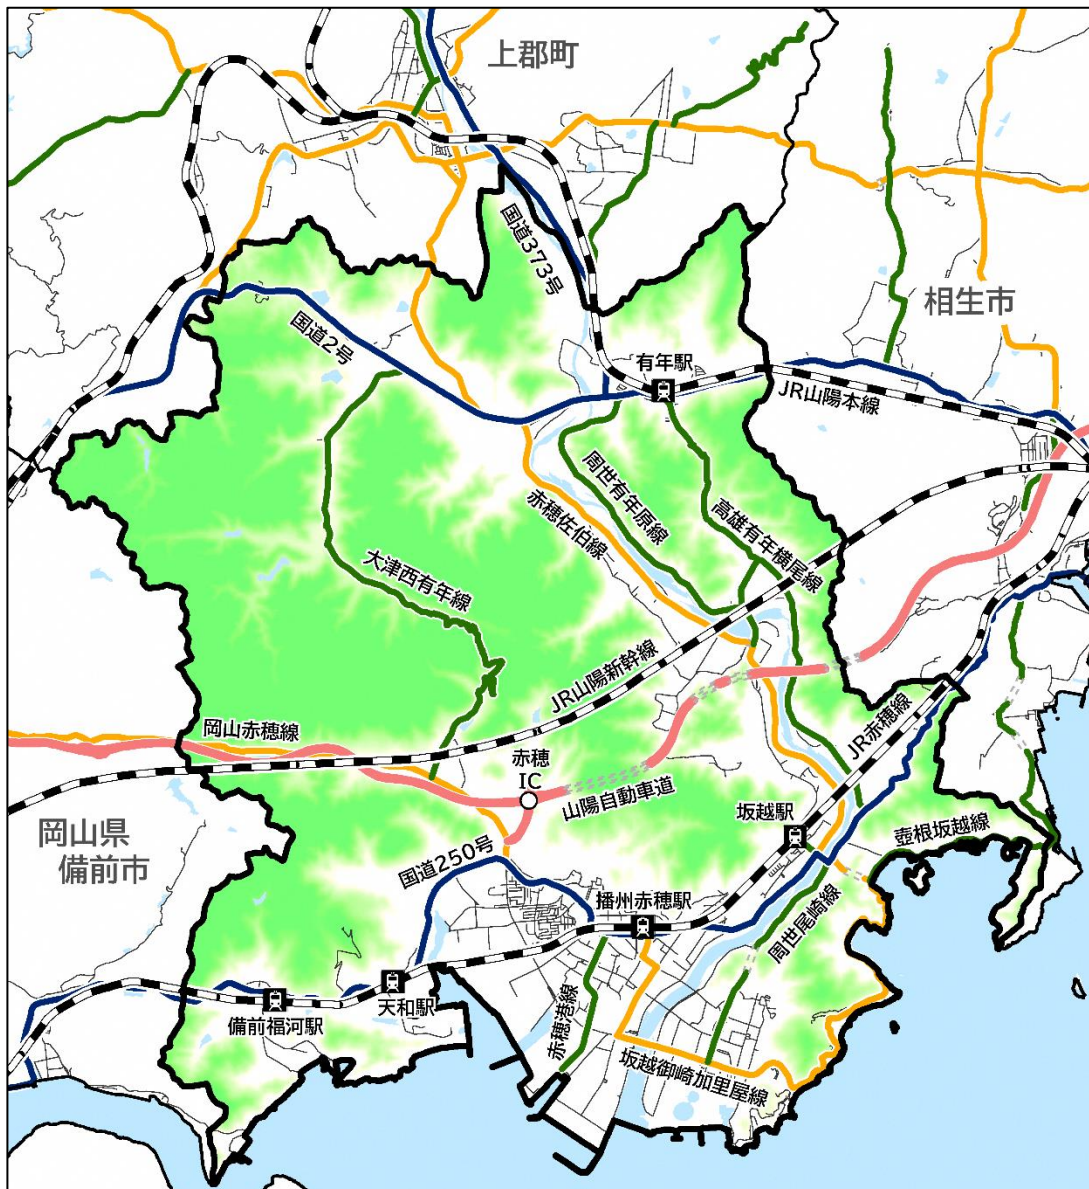 上郡町
国道373号
相生市
国道2号
有年駅
JR山陽本線
周世有年原線
赤穂佐伯線
高雄有年横尾線
大津西有年線
JR山陽新幹線
岡山赤穂線
JR赤穂線
赤穂
IC
山陽自動車道
坂越駅
岡山県
備前市
壺根坂越線
国道250号
播州赤穂駅
周世尾崎線
天和駅
備前福河駅
赤穂港線
坂越御崎加里屋線